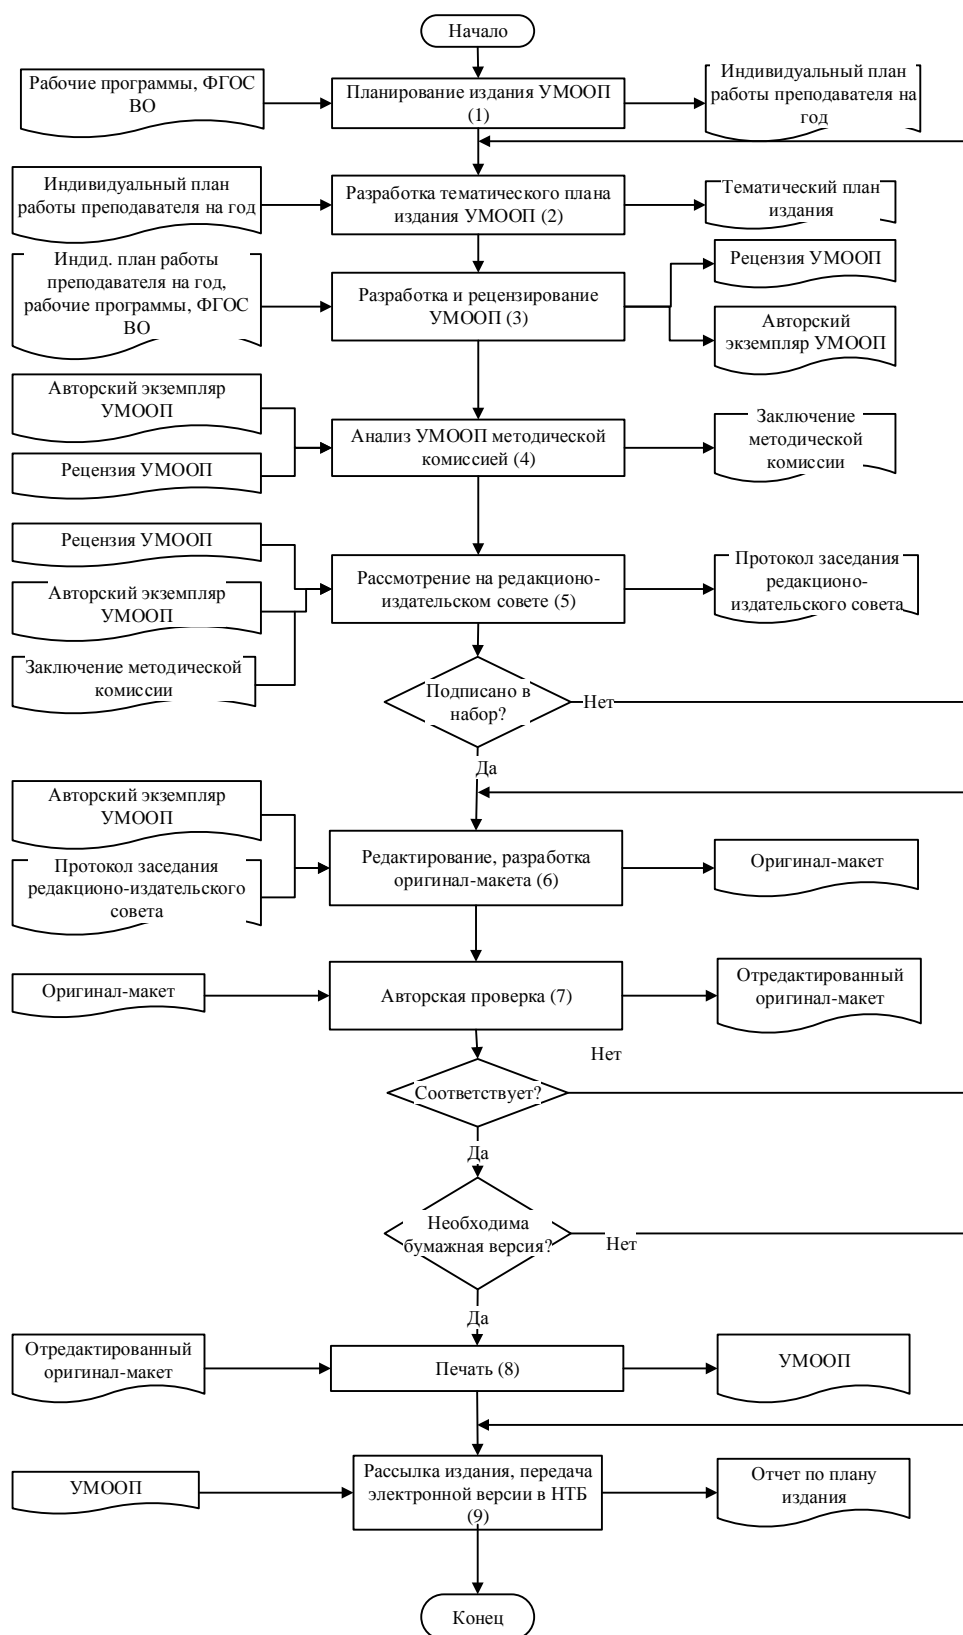 Начало
Рабочие программы, ФГОС
ВО
Планирование издания УМООП
(1)
Индивидуальный план
работы преподавателя на
год
Индивидуальный план
работы преподавателя на год
Разработка тематического плана
издания УМООП (2)
Тематический план
издания
Индид. план работы
преподавателя на год,
рабочие программы, ФГОС
ВО
Разработка и рецензирование
УМООП (3)
Рецензия УМООП
Авторский
экземпляр УМООП
Авторский экземпляр
УМООП
Рецензия УМООП
Анализ УМООП методической
комиссией (4)
Заключение
методической
комиссии
Рецензия УМООП
Авторский экземпляр
УМООП
Заключение методической
комиссии
Рассмотрение на редакционо-
издательском совете (5)
Протокол заседания
редакционо-
издательского совета
Подписано в
набор?
Нет
Да
Авторский экземпляр
УМООП
Протокол заседания
редакционо-издательского
совета
Редактирование, разработка
оригинал-макета (6)
Оригинал-макет
Оригинал-макет
Авторская проверка (7)
Отредактированный
оригинал-макет
Нет
Соответствует?
Да
Необходима
бумажная версия?
Нет
Да
Отредактированный
оригинал-макет
Печать (8)
УМООП
УМООП
Рассылка издания, передача
электронной версии в НТБ
(9)
Отчет по плану
издания
Конец